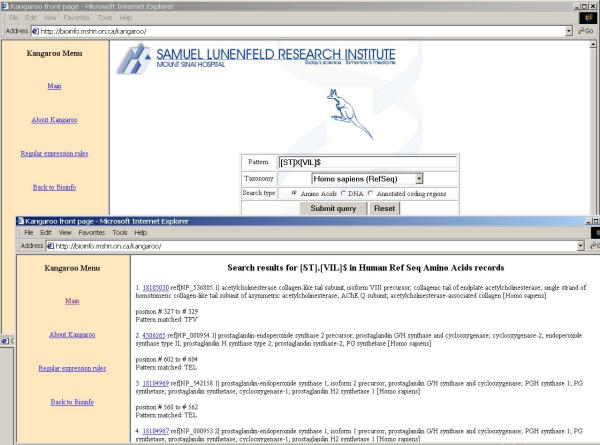 Kangaroo front page - Microsoft Internet Explorer
File Edit View Favorites Tools Help
Address http://bioinfo.mshri.on.ca/kangaroo/ Go
Kangaroo Menu
Main
About Kangaroo
Regular expression rules
Back to Bioinfo
SAMUEL LUNENFELD RESEARCH INSTITUTE
MOUNT SINAI HOSPITAL Today's science. Tomorrow's medicine
Pattern: [ST]X[VIL]$
Taxonomy Homo sapiens (RefSeq)
Search type Amino Acids DNA Annotated coding regions
Submit query Reset
Kangaroo front page - Microsoft Internet Explorer
File Edit View Favorites Tools Help
Address http://bioinfo.mshri.on.ca/kangaroo/
Kangaroo Menu
Main
About Kangaroo
Regular expression rules
Back to Bioinfo
Search results for [ST].[VIL]$ in Human Ref Seq Amino Acids records
1. 18105030 ref|NP_536805.1| acetylcholinesterase collagen-like tail subunit, isoform VIII precursor; collagenic tail of endplate acetylcholinesterase; single strand of
homotrimeric collagen-like tail subunit of asymmetric acetylcholinesterase; AChE Q subunit; acetylcholinesterase-associated collagen [Homo sapiens]
position # 327 to # 329
Pattern matched: TFV
2. 4506265 ref|NP_000954.1| prostaglandin-endoperoxide synthase 2 precursor; prostaglandin G/H synthase and cyclooxygenase; cyclooxygenase-2; endoperoxide
synthase type II; prostaglandin H synthase type 2, prostaglandin synthase-2; PG synthetase [Homo sapiens]
position # 602 to # 604
Pattern matched: TEL
3. 18104969 ref|NP_542158.1| prostaglandin-endoperoxide synthase 1, isoform 2 precursor; prostaglandin G/H synthase and cyclooxygenase; PGH synthase 1; PG
synthetase; prostaglandin synthetase-1; prostaglandin H2 synthetase 1 [Homo sapiens]
position # 560 to # 562
Pattern matched: TEL
4. 18104967 ref|NP_000953.2| prostaglandin-endoperoxide synthase 1, isoform 1 precursor; prostaglandin G/H synthase and cyclooxygenase; PGH synthase 1; PG
synthetase; prostaglandin synthetase-1; prostaglandin H2 synthetase 1 [Homo sapiens]